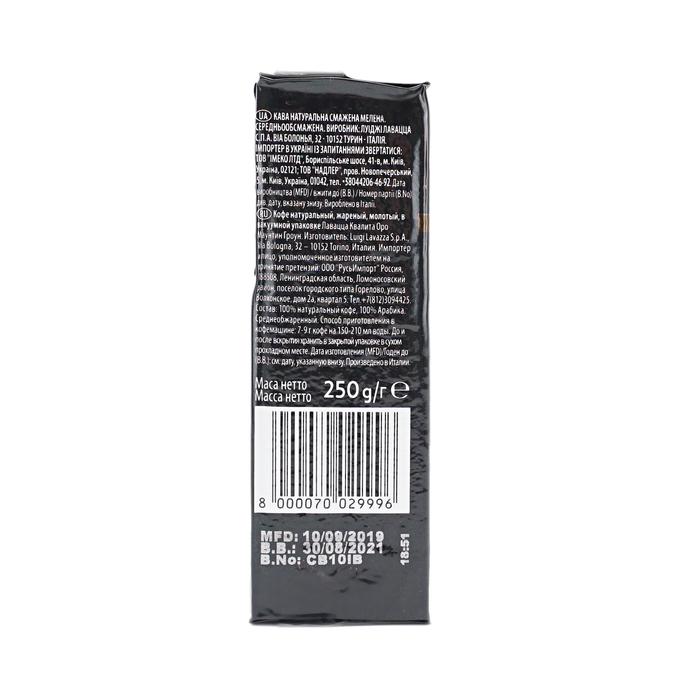 UA КАВА НАТУРАЛЬНА СМАЖЕНА МЕЛЕНА.
СЕРЕДНЬООБСМАЖЕНА. ВИРОБНИК: ЛУЇДЖІ ЛАВАЦЦА
С.П.А. ВІА БОЛОНЬЯ, 32 - 10152 ТУРИН - ІТАЛІЯ.
ІМПОРТЕР В УКРАЇНІ ІЗ ЗАПИТАННЯМИ ЗВЕРТАТИСЯ:
ТОВ "ІМЕКО ЛТД", Бориспільське шосе, 41-в, м. Київ,
Україна, 02121; ТОВ "НАДЛЕР", пров. Новопечерський,
5, м. Київ, Україна, 01042, тел. +38044206-46-92. Дата
виробництва (MFD) / вжити до (B.B.) / Номер партії (B.No)
див. дату, вказану знизу. Вироблено в Італії.
RU Кофе натуральный, жареный, молотый, в
вакуумной упаковке Лавацца Квалита Оро
Маунтин Гроун. Изготовитель: Luigi Lavazza S.p.A.,
Via Bologna, 32 – 10152 Torino, Италия. Импортер
и лицо, уполномоченное изготовителем на
принятие претензий: ООО "РусьИмпорт" Россия,
188508, Ленинградская область, Ломоносовский
район, поселок городского типа Горелово, улица
Волхонское, дом 2а, квартал 5. Тел.+7(812)3094425.
Состав: 100% натуральный кофе, 100% Арабика.
Среднеобжаренный. Способ приготовления в
кофемашине: 7-9 г кофе на 150-210 мл воды. До и
после вскрытия хранить в закрытой упаковке в сухом
прохладном месте. Дата изготовления (MFD)/Годен до
(B.B.): см. дату, указанную внизу. Произведено в Италии.
Маса нетто
Масса нетто 250 g/г ℮
8 000070 029996
MFD: 10/09/2019
B.B.: 30/08/2021
B.No: CB10IB
18:51